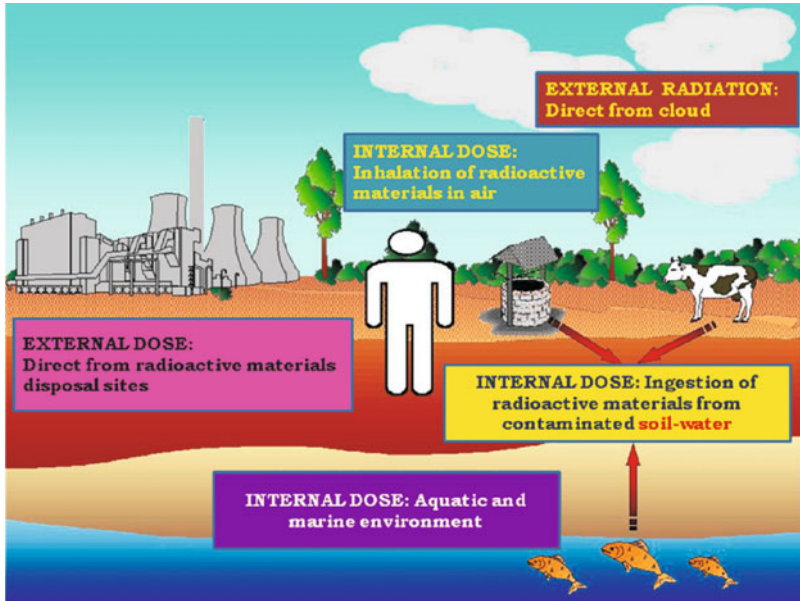 EXTERNAL RADIATION:
Direct from cloud
INTERNAL DOSE:
Inhalation of radioactive
materials in air
EXTERNAL DOSE:
Direct from radioactive materials
disposal sites
INTERNAL DOSE: Ingestion of
radioactive materials from
contaminated soil-water
INTERNAL DOSE: Aquatic and
marine environment